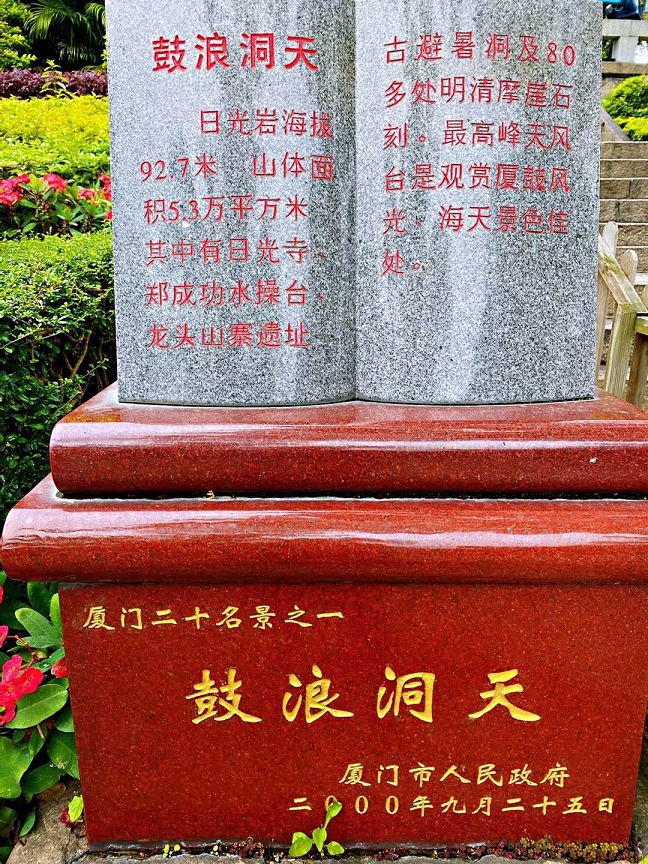 鼓浪洞天
日光岩海拔
92.7米 山体面
积5.3万平方米
其中有日光寺、
郑成功水操台、
龙头山寨遗址
古避暑洞及80
多处明清摩崖石
刻。最高峰天风
台是观赏厦鼓风
光、海天景色佳
处。
厦门二十名景之一
鼓浪洞天
厦门市人民政府
二000年九月二十五日